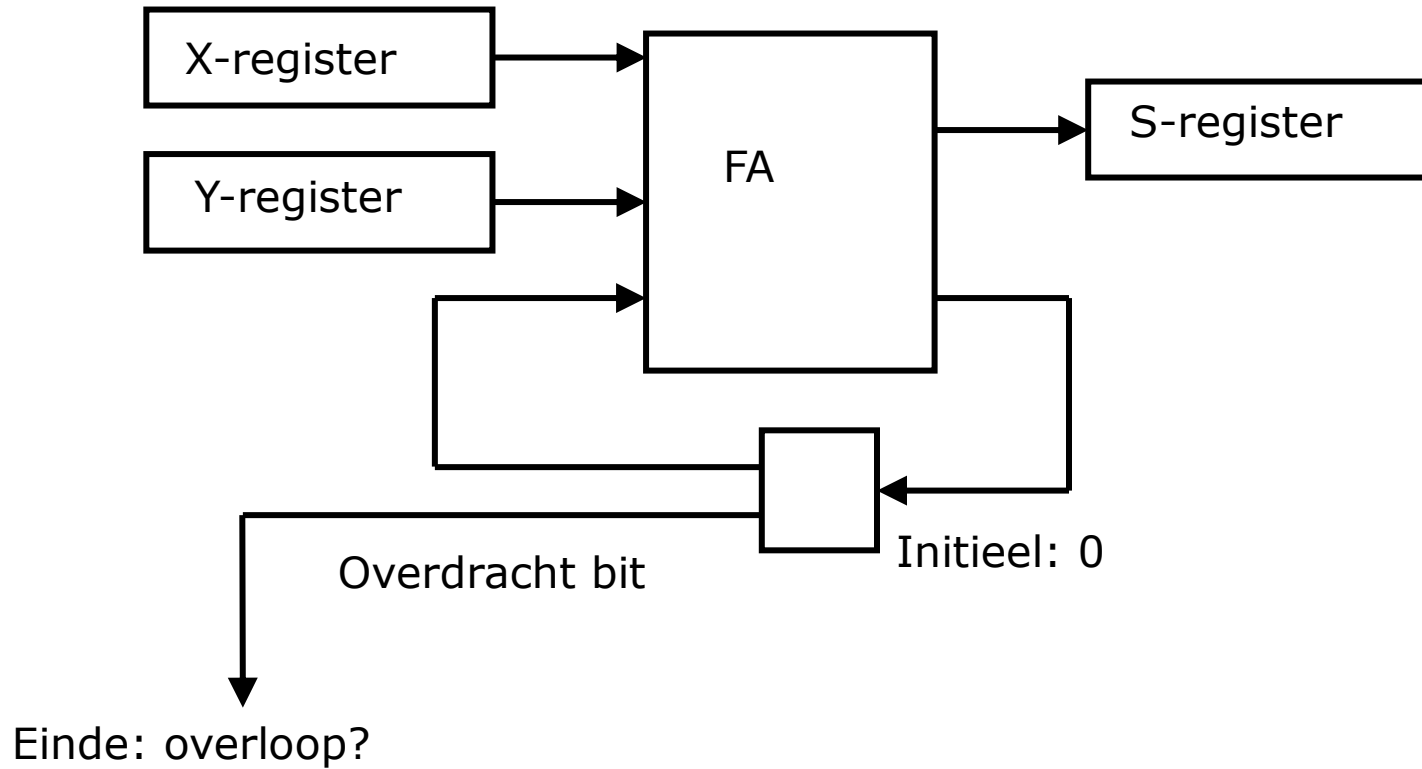 X-register
Y-register
FA
S-register
Initieel: 0
Overdracht bit
Einde: overloop?